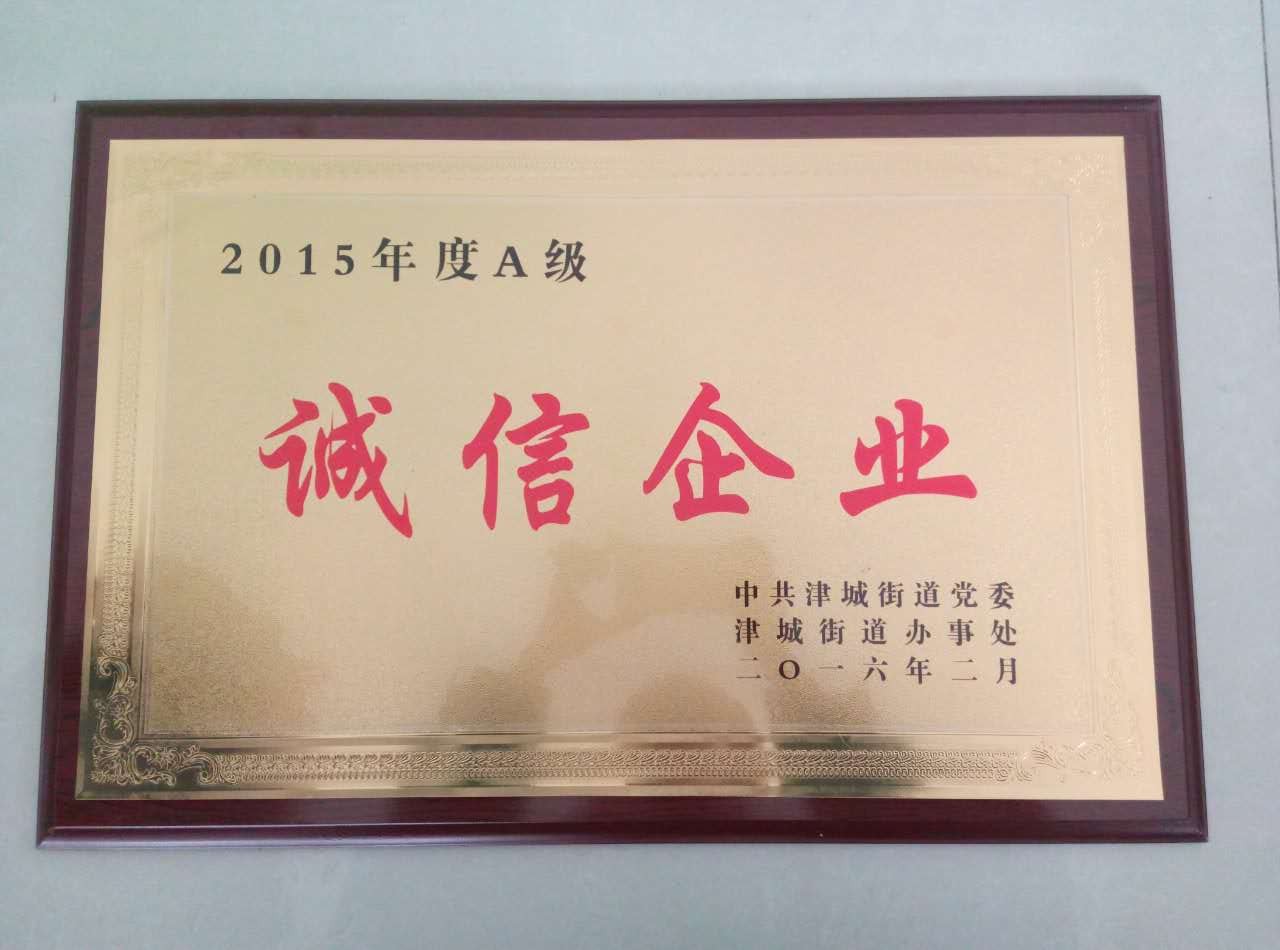 2015年度A级
诚信企业
中共津城街道党委
津城街道办事处
二〇一六年二月